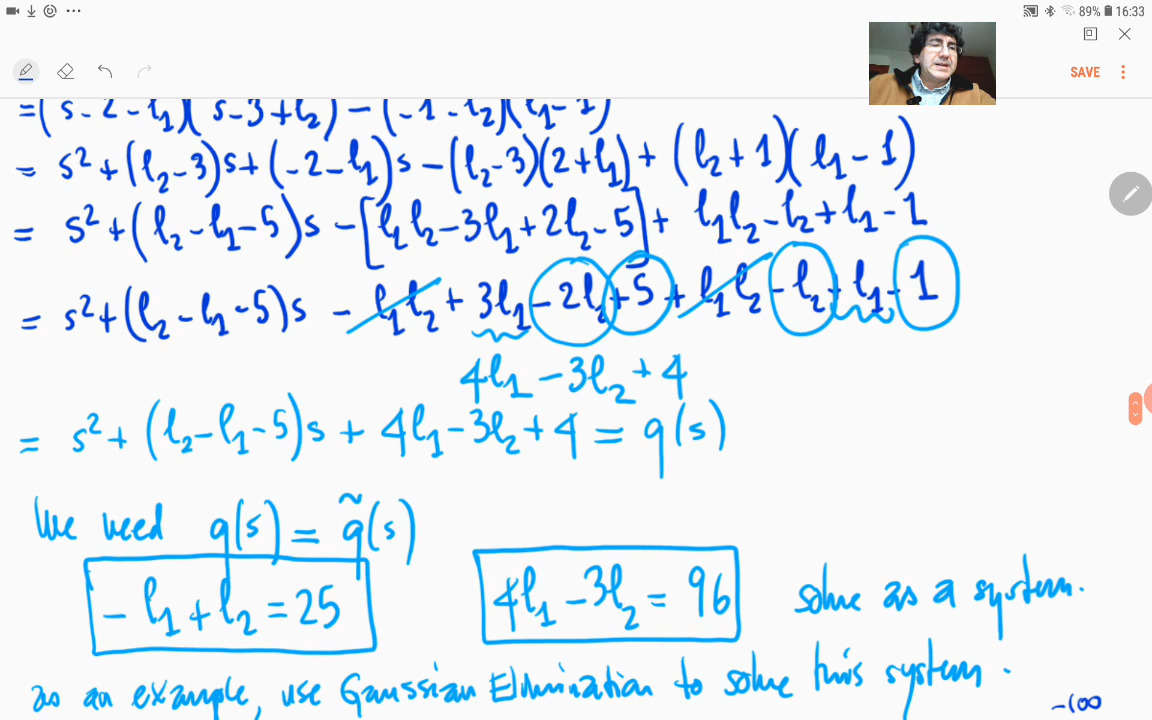 89% 16:33
SAVE
=(s-2-l₁)(s-3+l₂)-(-1-l₂)(l₁-1)
= s²+(l₂-3)s+(-2-l₁)s-(l₂-3)(2+l₁)+(l₂+1)(l₁-1)
= s²+(l₂-l₁-5)s-[l₁l₂-3l₁+2l₂-5]+l₁l₂-l₂+l₁-1
= s²+(l₂-l₁-5)s-l₁l₂+3l₁-2l₂+5+l₁l₂-l₂+l₁-1
4l₁-3l₂+4
= s²+(l₂-l₁-5)s+4l₁-3l₂+4=q(s)
We need q(s)=q̃(s)
-l₁+l₂=25 4l₁-3l₂=96 solve as a system.
as an example, use Gaussian Elimination to solve this system.
-100